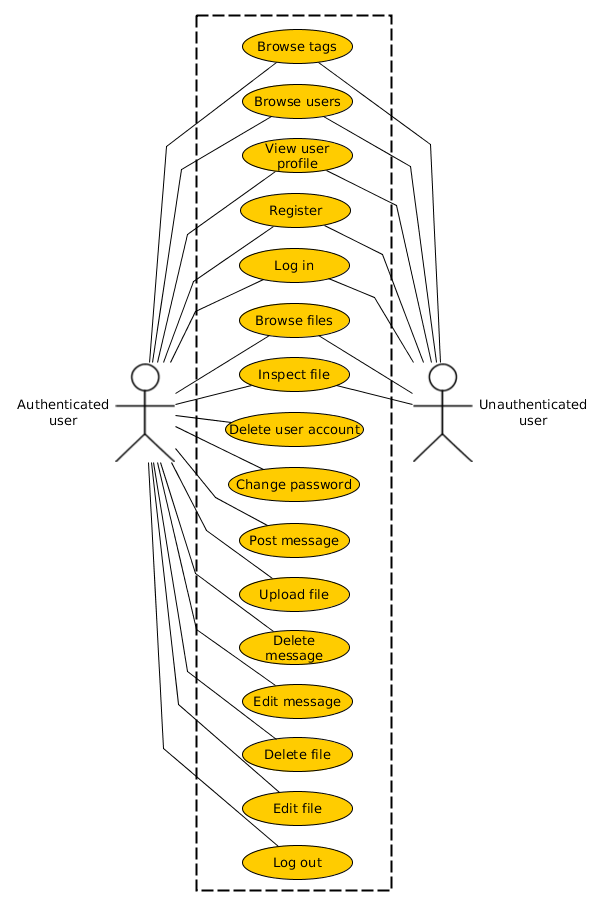 Browse tags
Browse users
View user
profile
Register
Log in
Browse files
Inspect file
Authenticated
user
Unauthenticated
user
Delete user account
Change password
Post message
Upload file
Delete
message
Edit message
Delete file
Edit file
Log out